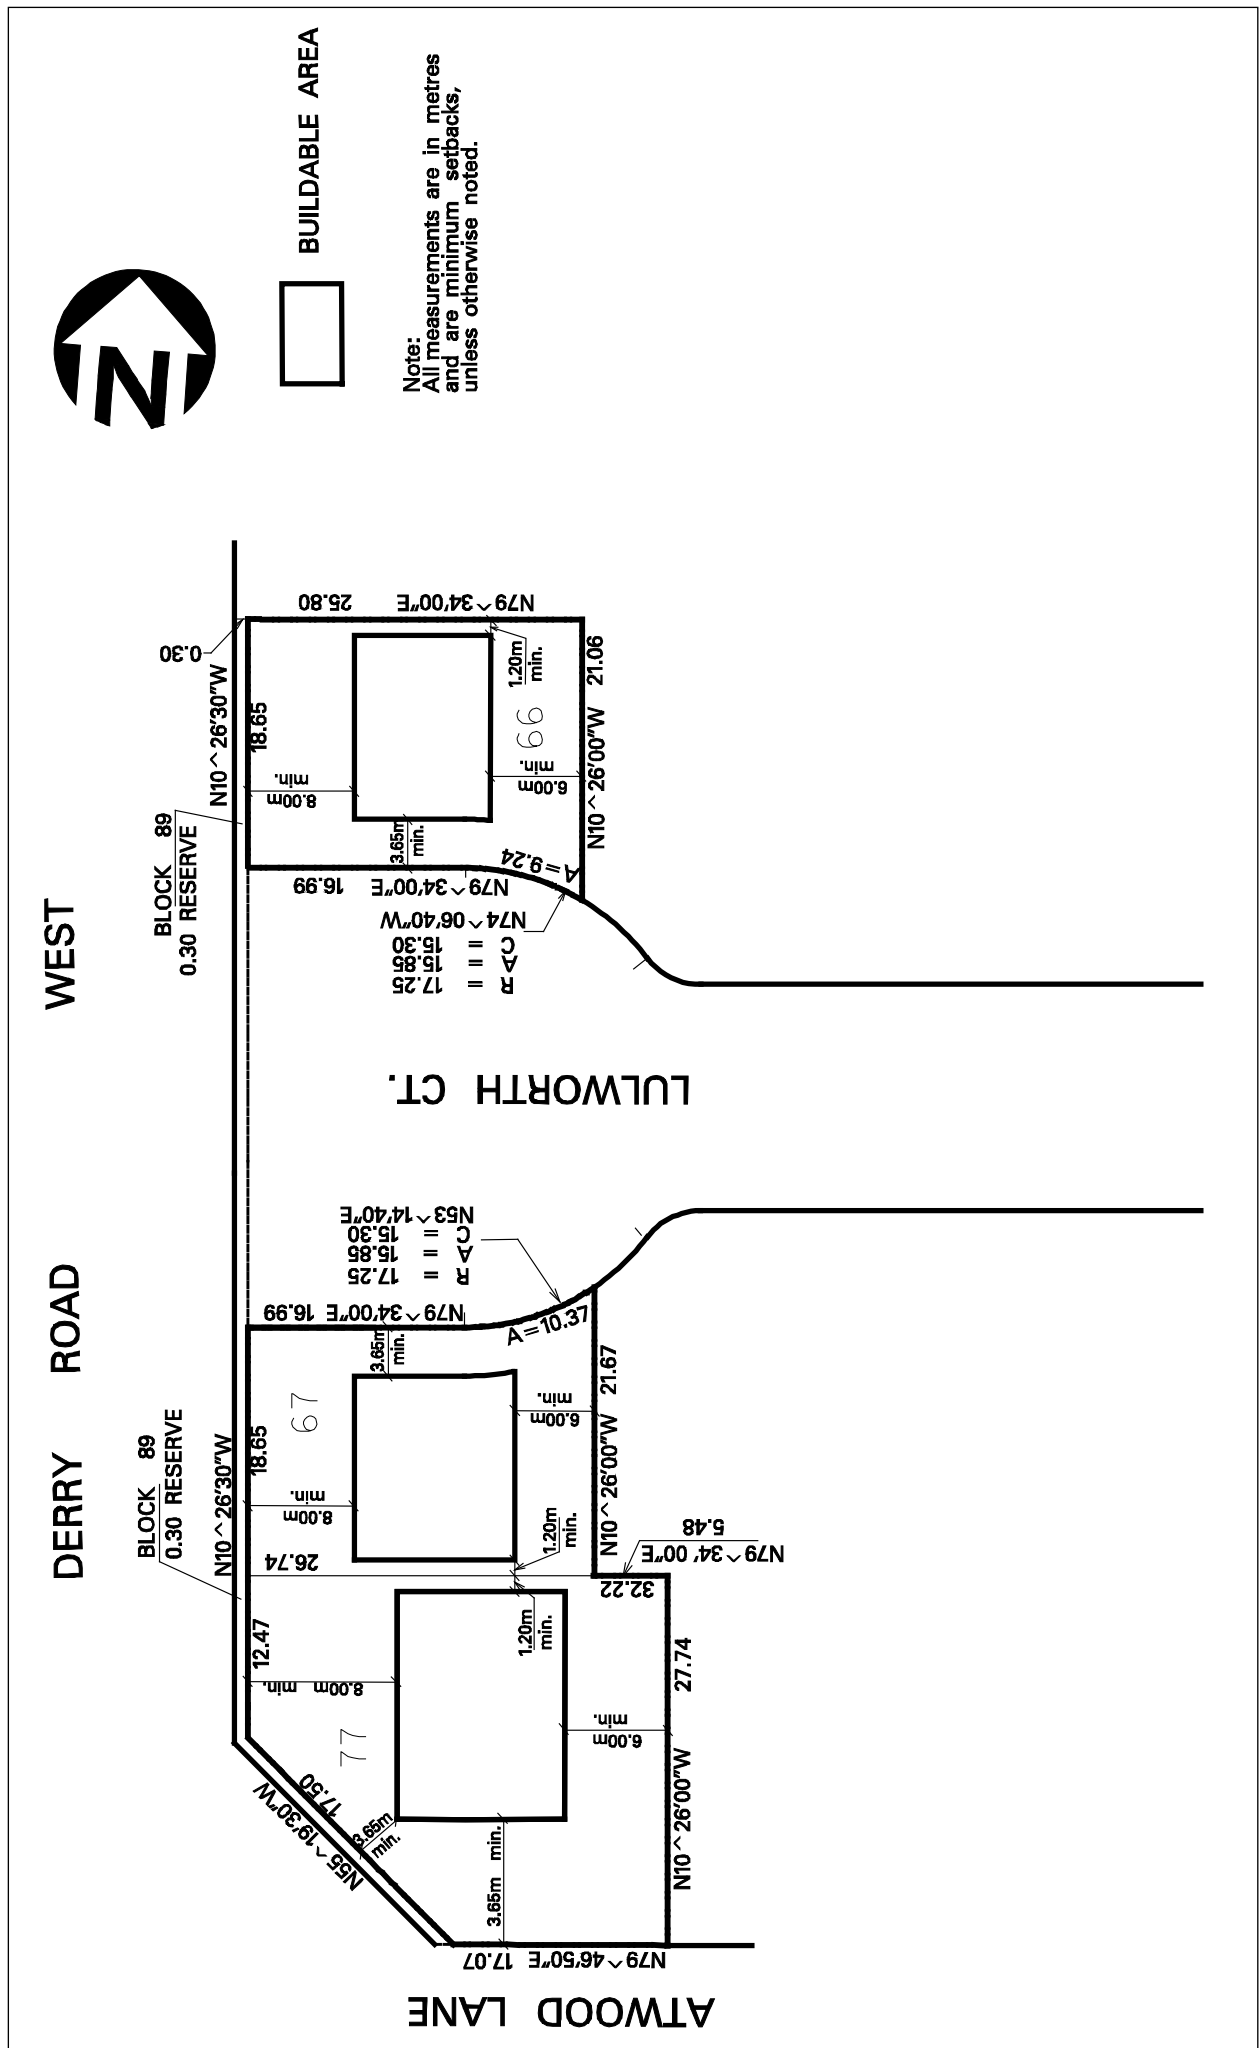 BUILDABLE AREA
N
Note:
All measurements are in metres
and are minimum setbacks,
unless otherwise noted.
DERRY ROAD WEST
25.80 N79^34'00"E
0.30
N10^26'30"W
18.65
BLOCK 89
0.30 RESERVE
8.00m
min.
1.20m
min.
66
6.00m
min.
21.06
N10^26'00"W
3.65m
min.
A=9.24
16.99 N79^34'00"E
N74^06'40"W
C = 15.30
A = 15.85
R = 17.25
LULWORTH CT.
N53^14'40"E
C = 15.30
A = 15.85
R = 17.25
16.99 N79^34'00"E
A=10.37
3.65m
min.
67
BLOCK 89
0.30 RESERVE
N10^26'30"W
18.65
8.00m
min.
6.00m
min.
21.67
N10^26'00"W
1.20m
min.
26.74
N79^34'00"E
5.48
32.22
1.20m
min.
12.47
8.00m min.
77
6.00m
min.
27.74
N10^26'00"W
17.50
N55^19'30"W
3.65m
min.
3.65m min.
17.07 N79^46'50"E
ATWOOD LANE